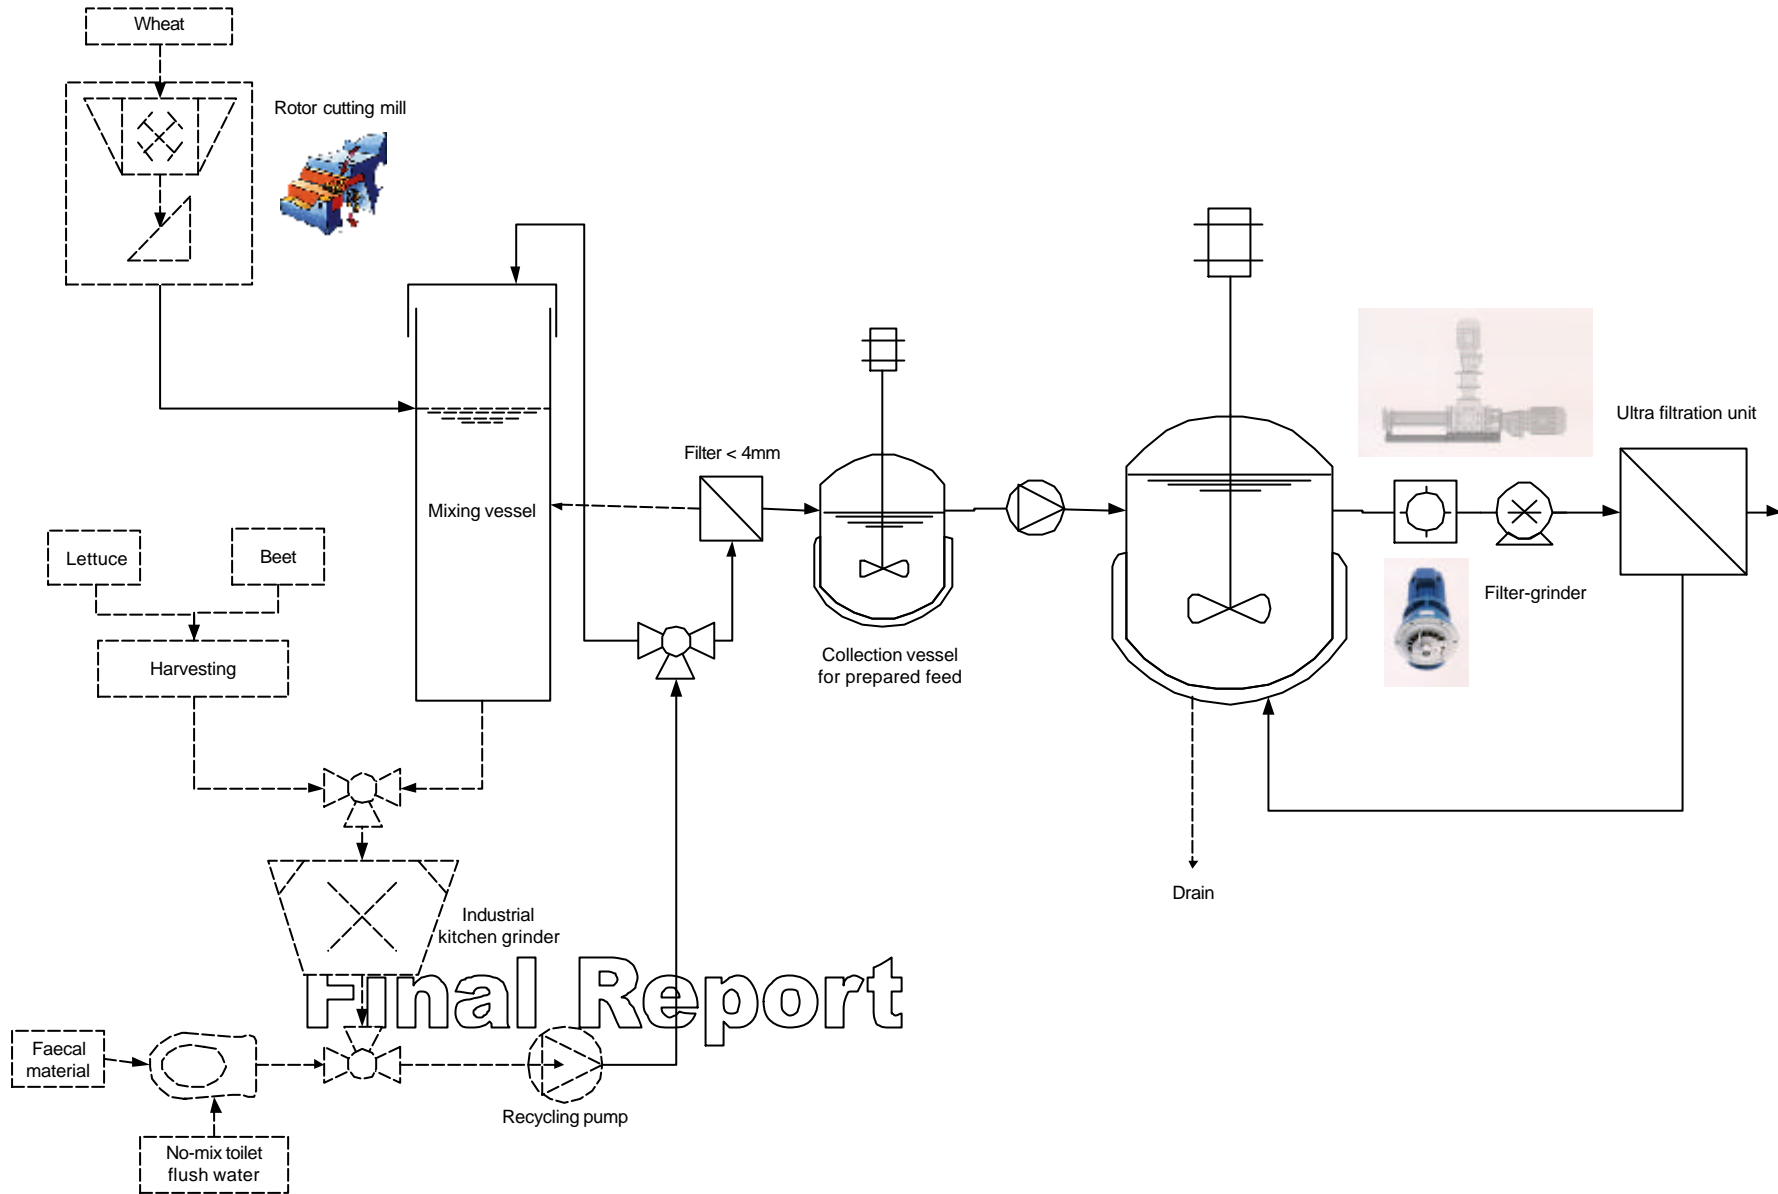 Wheat
Rotor cutting mill
Ultra filtration unit
Filter < 4mm
Mixing vessel
Lettuce
Beet
Filter-grinder
Harvesting
Collection vessel
for prepared feed
Drain
Industrial
kitchen grinder
Final Report
Faecal
material
Recycling pump
No-mix toilet
flush water